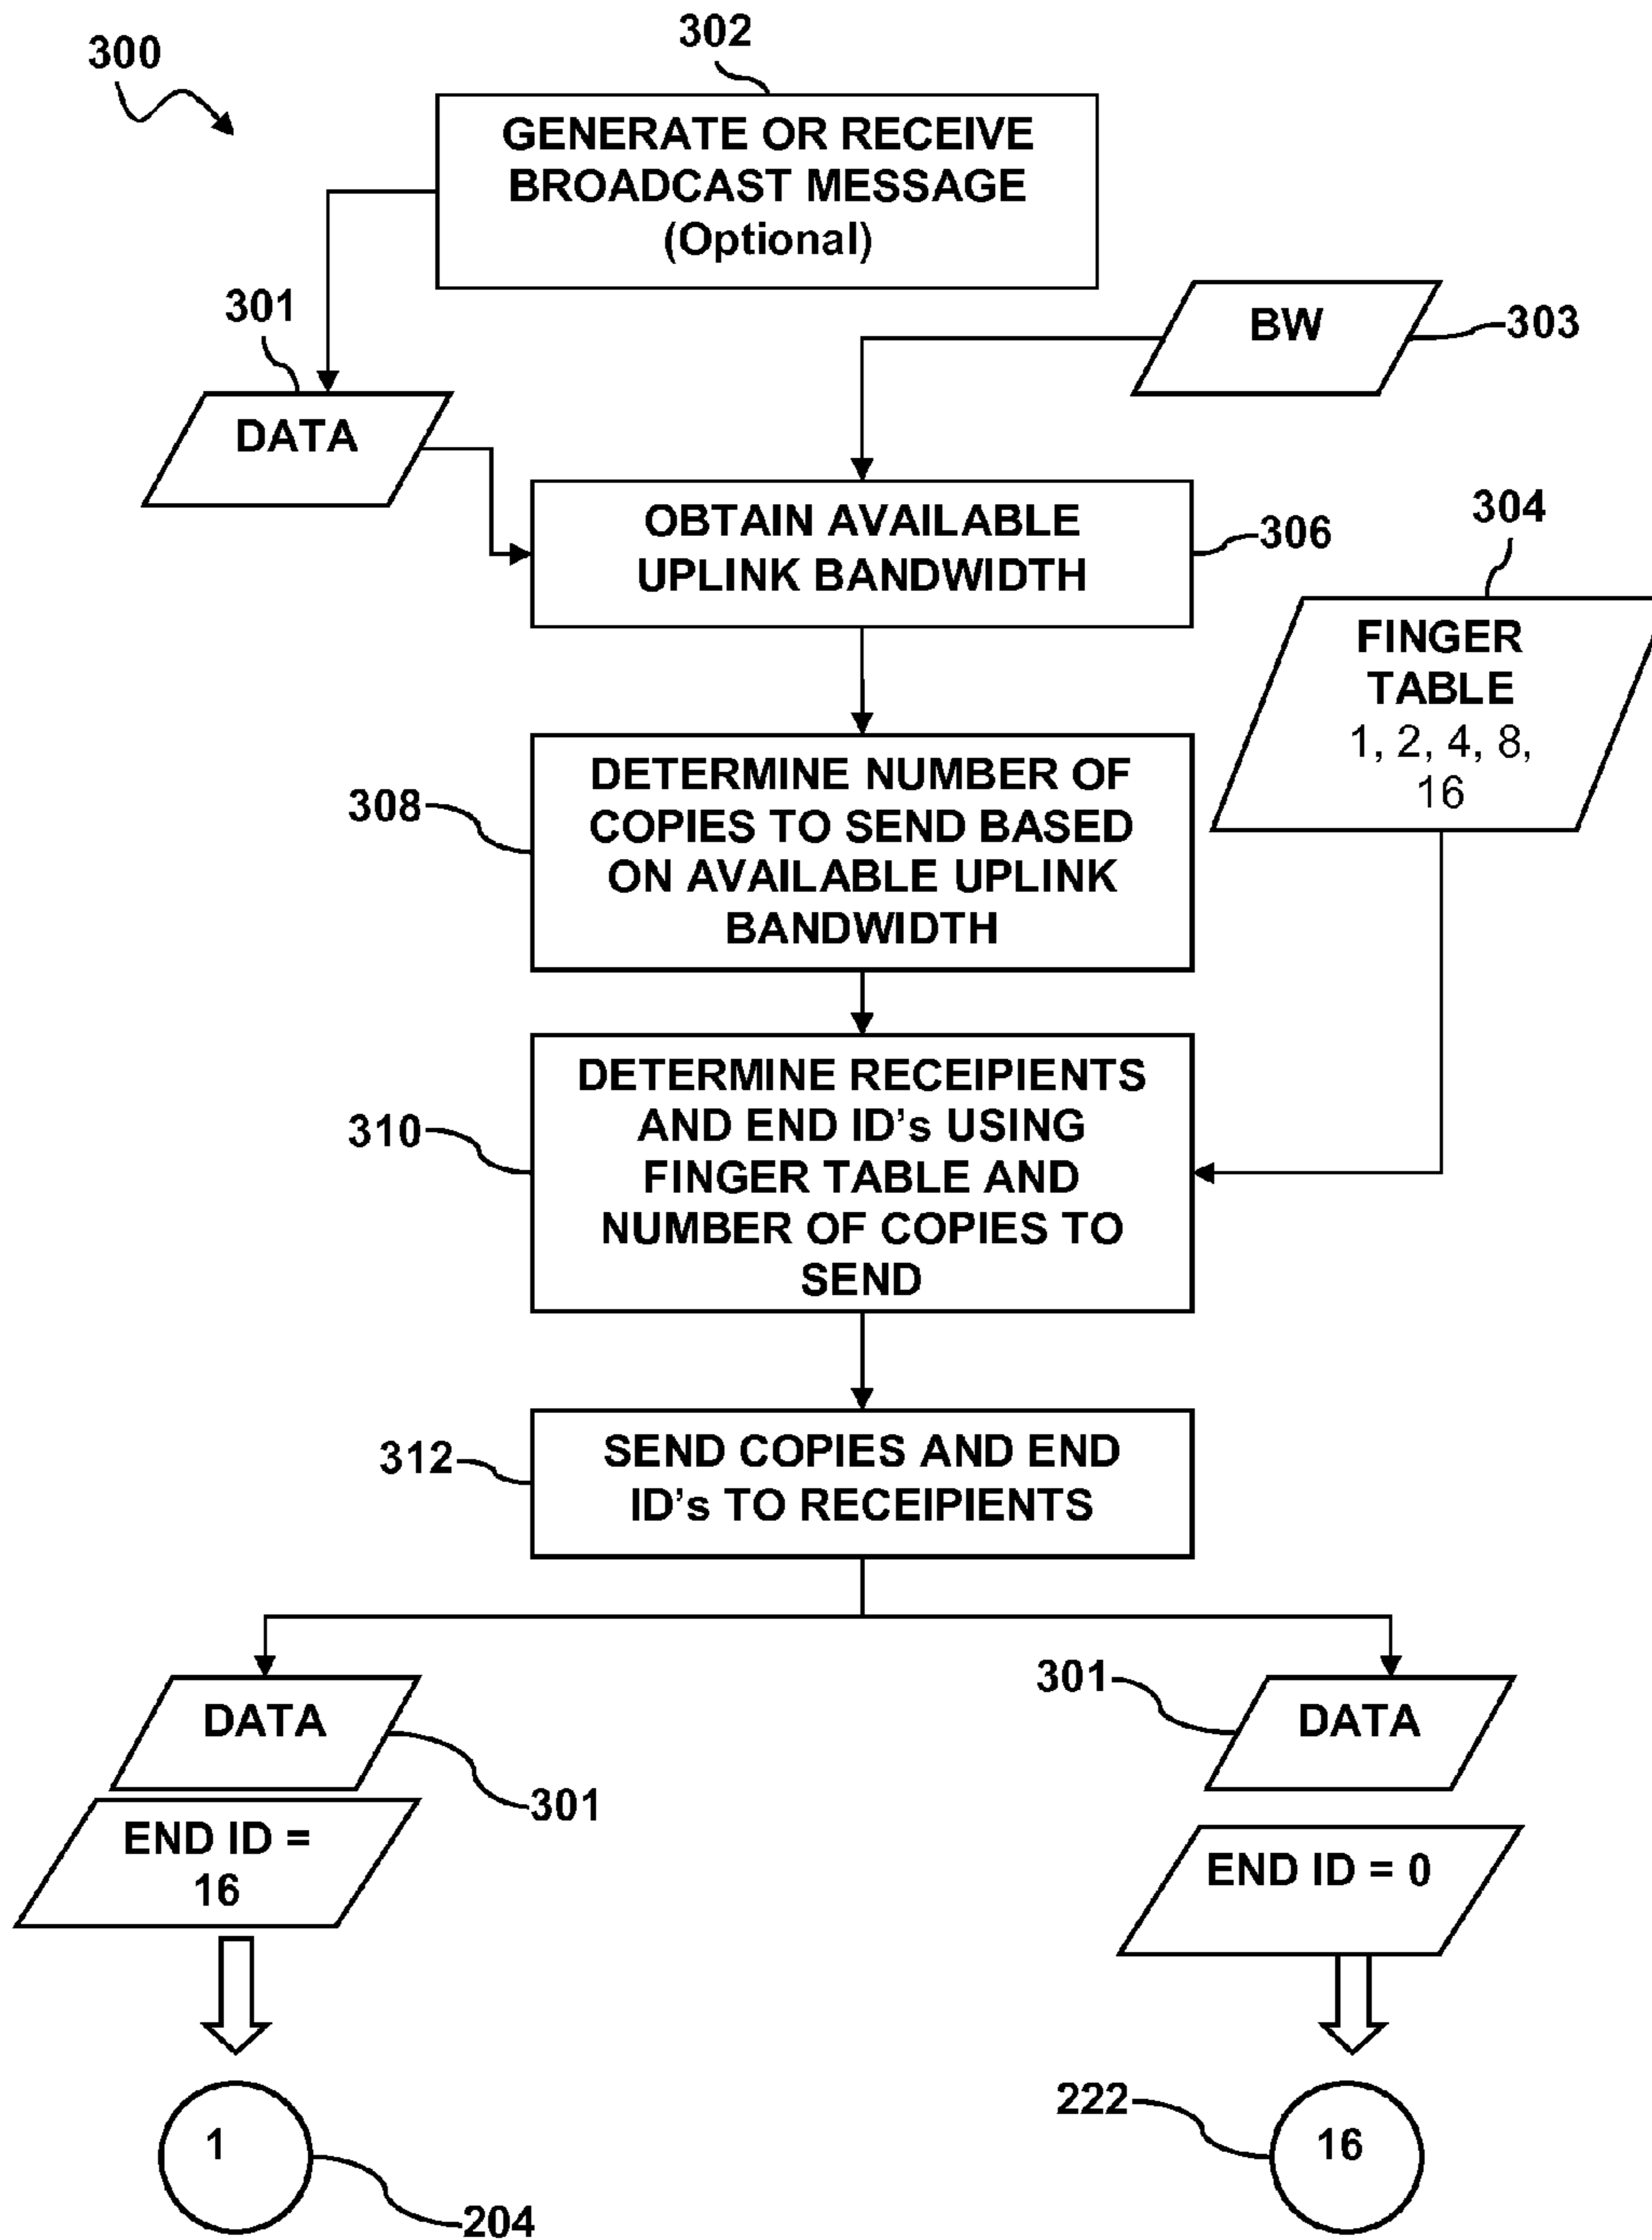 300
302
GENERATE OR RECEIVE
BROADCAST MESSAGE
(Optional)
301
DATA
BW
303
OBTAIN AVAILABLE
UPLINK BANDWIDTH
306
304
FINGER
TABLE
1, 2, 4, 8,
16
308
DETERMINE NUMBER OF
COPIES TO SEND BASED
ON AVAILABLE UPLINK
BANDWIDTH
310
DETERMINE RECEIPIENTS
AND END ID's USING
FINGER TABLE AND
NUMBER OF COPIES TO
SEND
312
SEND COPIES AND END
ID's TO RECEIPIENTS
DATA
301
END ID =
16
1
204
301
DATA
END ID = 0
222
16